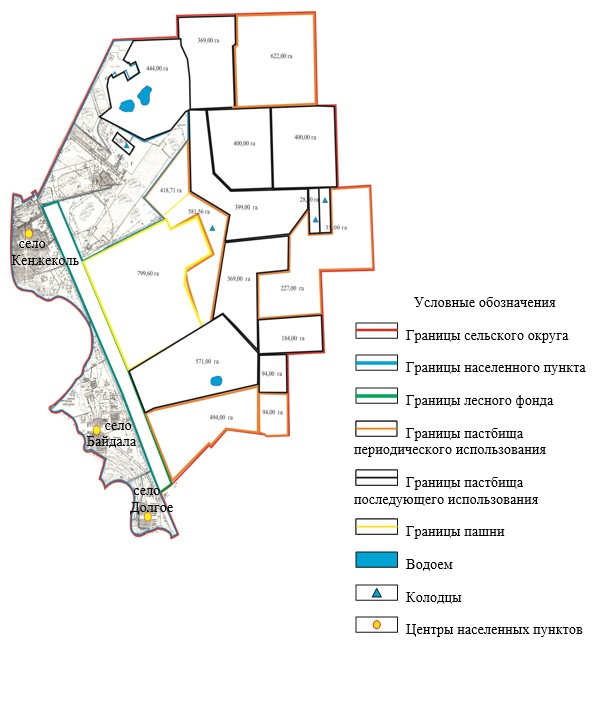 369,00 га
622,00 га
444,00 га
400,00 га
400,00 га
418,71 га
581,56 га
399,00 га
799,60 га
369,00 га
227,00 га
184,00 га
571,00 га
94,00 га
494,00 га
94,00 га
село
Кенжеколь
село
Байдала
село
Долгое
Условные обозначения
Границы сельского округа
Границы населенного пункта
Границы лесного фонда
Границы пастбища
периодического использования
Границы пастбища
последующего использования
Границы пашни
Водоем
Колодцы
Центры населенных пунктов